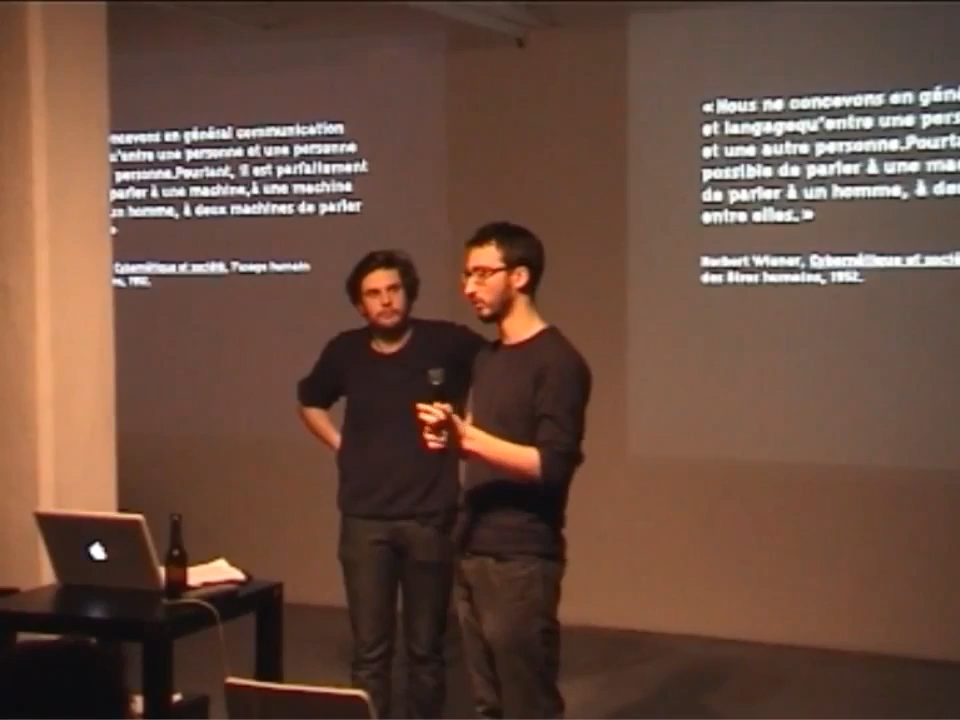 ncevons en général communication
u'entre une personne et une personne
personne.Pourtant, il est parfaitement
parler à une machine,à une machine
un homme, à deux machines de parler
Cybernétique et société, l'usage humain
ns, 1952.
«Nous ne concevons en géné
et langagequ'entre une pers
et une autre personne.Pourta
possible de parler à une ma
de parler à un homme, à de
entre elles.»
Norbert Wiener, Cybernétique et socié
des êtres humains, 1952.